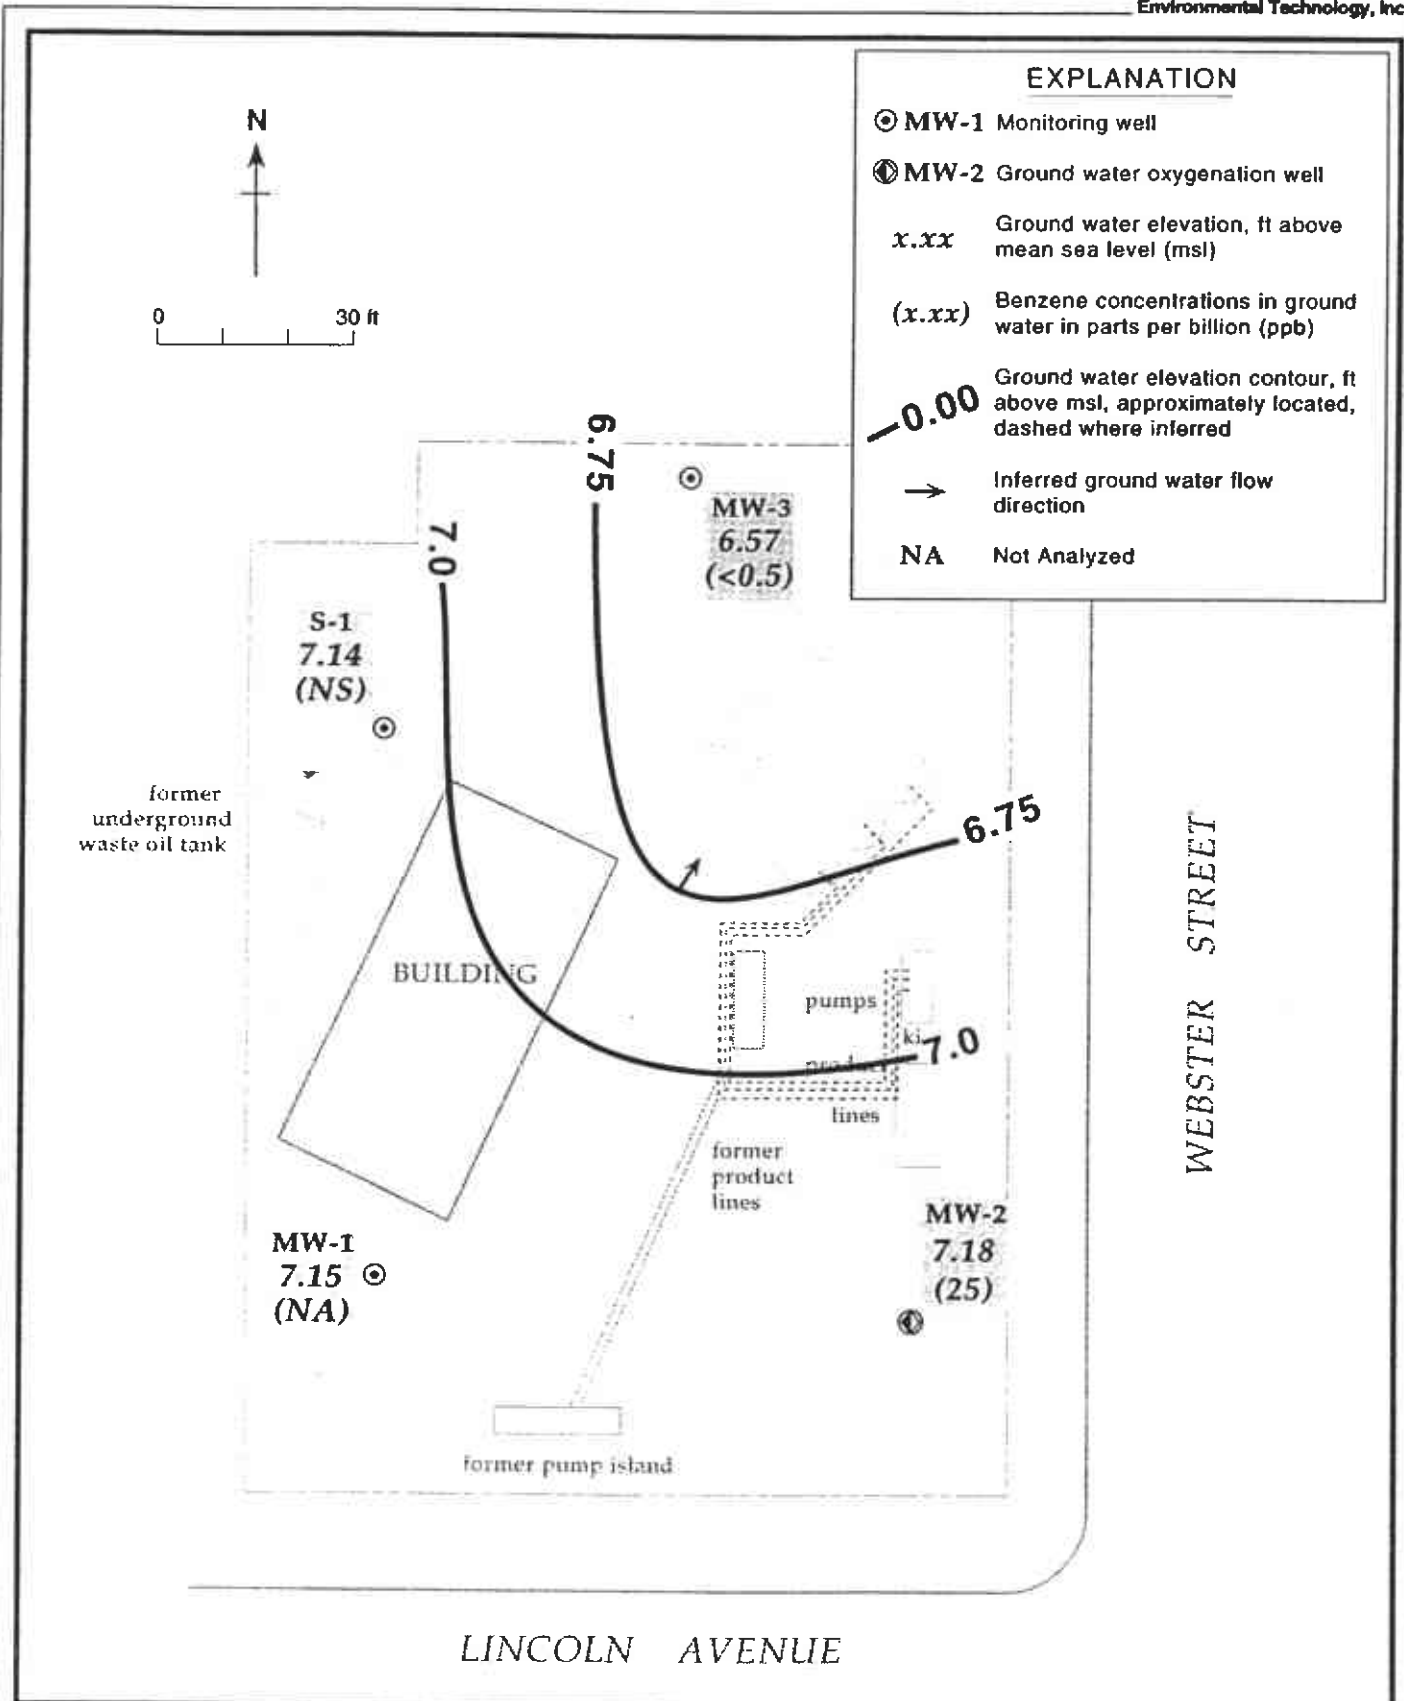 Environmental Technology, Inc
EXPLANATION
MW-1 Monitoring well
MW-2 Ground water oxygenation well
x.xx Ground water elevation, ft above
mean sea level (msl)
(x.xx) Benzene concentrations in ground
water in parts per billion (ppb)
0.00 Ground water elevation contour, ft
above msl, approximately located,
dashed where inferred
Inferred ground water flow
direction
NA Not Analyzed
N
0 30 ft
6.75
7.0
MW-3
6.57
(<0.5)
S-1
7.14
(NS)
former
underground
waste oil tank
6.75
BUILDING
pumps
7.0
product
lines
former
product
lines
MW-1
7.15
(NA)
MW-2
7.18
(25)
former pump island
WEBSTER STREET
LINCOLN AVENUE